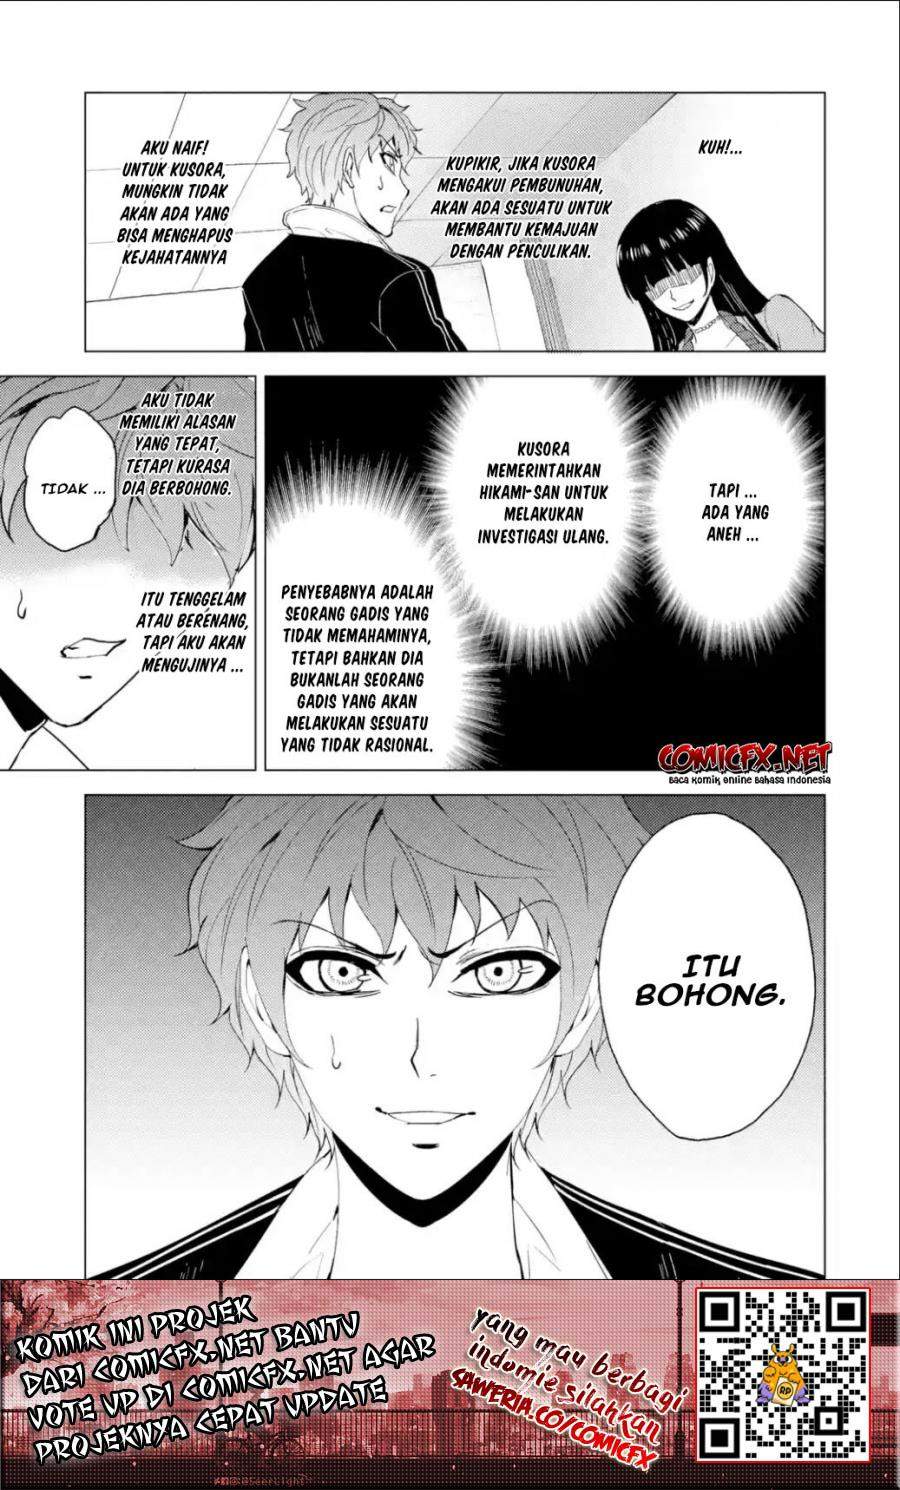 KUH!...
KUPIKIR, JIKA KUSORA
MENGAKUI PEMBUNUHAN,
AKAN ADA SESUATU UNTUK
MEMBANTU KEMAJUAN
DENGAN PENCULIKAN.
AKU NAIF!
UNTUK KUSORA,
MUNGKIN TIDAK
AKAN ADA YANG
BISA MENGHAPUS
KEJAHATANNYA
TAPI ...
ADA YANG
ANEH ...
KUSORA
MEMERINTAHKAN
HIKAMI-SAN UNTUK
MELAKUKAN
INVESTIGASI ULANG.
PENYEBABNYA ADALAH
SEORANG GADIS YANG
TIDAK MEMAHAMINYA,
TETAPI BAHKAN DIA
BUKANLAH SEORANG
GADIS YANG AKAN
MELAKUKAN SESUATU
YANG TIDAK RASIONAL.
AKU TIDAK
MEMILIKI ALASAN
YANG TEPAT,
TETAPI KURASA
DIA BERBOHONG.
TIDAK ...
ITU TENGGELAM
ATAU BERENANG,
TAPI AKU AKAN
MENGUJINYA ...
COMICFX.NET
Baca Komik Online Bahasa Indonesia
ITU
BOHONG.
KOMIK INI PROJEK
DARI COMICFX.NET BANTU
VOTE UP DI COMICFX.NET AGAR
PROJEKNYA CEPAT UPDATE
yang mau berbagi
indomie silahkan
SAWERIA.CO/COMICFX
RP